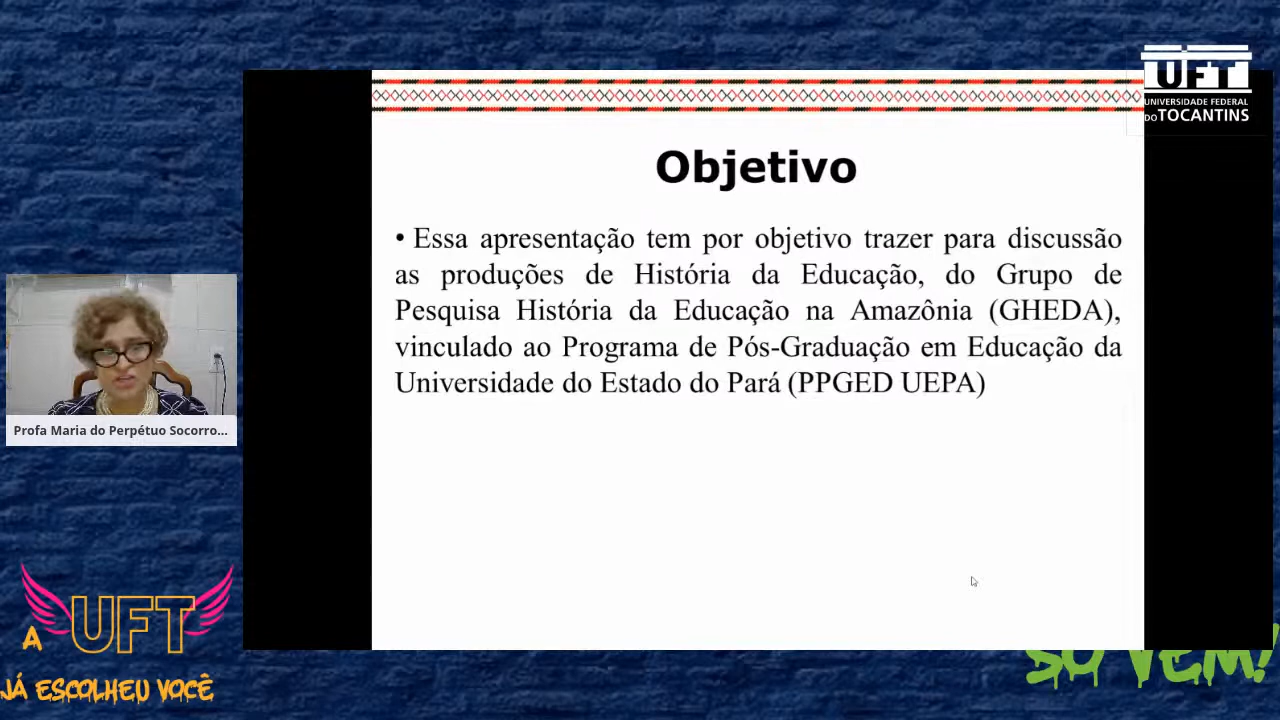 UFT
UNIVERSIDADE FEDERAL
DO TOCANTINS
Objetivo
• Essa apresentação tem por objetivo trazer para discussão
as produções de História da Educação, do Grupo de
Pesquisa História da Educação na Amazônia (GHEDA),
vinculado ao Programa de Pós-Graduação em Educação da
Universidade do Estado do Pará (PPGED UEPA)
Profa Maria do Perpétuo Socorro...
A UFT
JÁ ESCOLHEU VOCÊ
SÓ VEM!